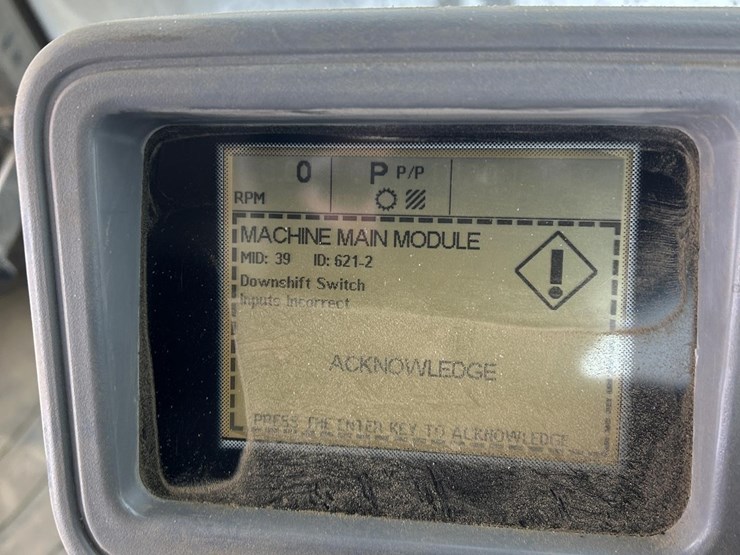 0 P P/P
RPM
MACHINE MAIN MODULE
MID: 39 ID: 621-2
Downshift Switch
Inputs Incorrect
!
ACKNOWLEDGE
PRESS THE ENTER KEY TO ACKNOWLEDGE